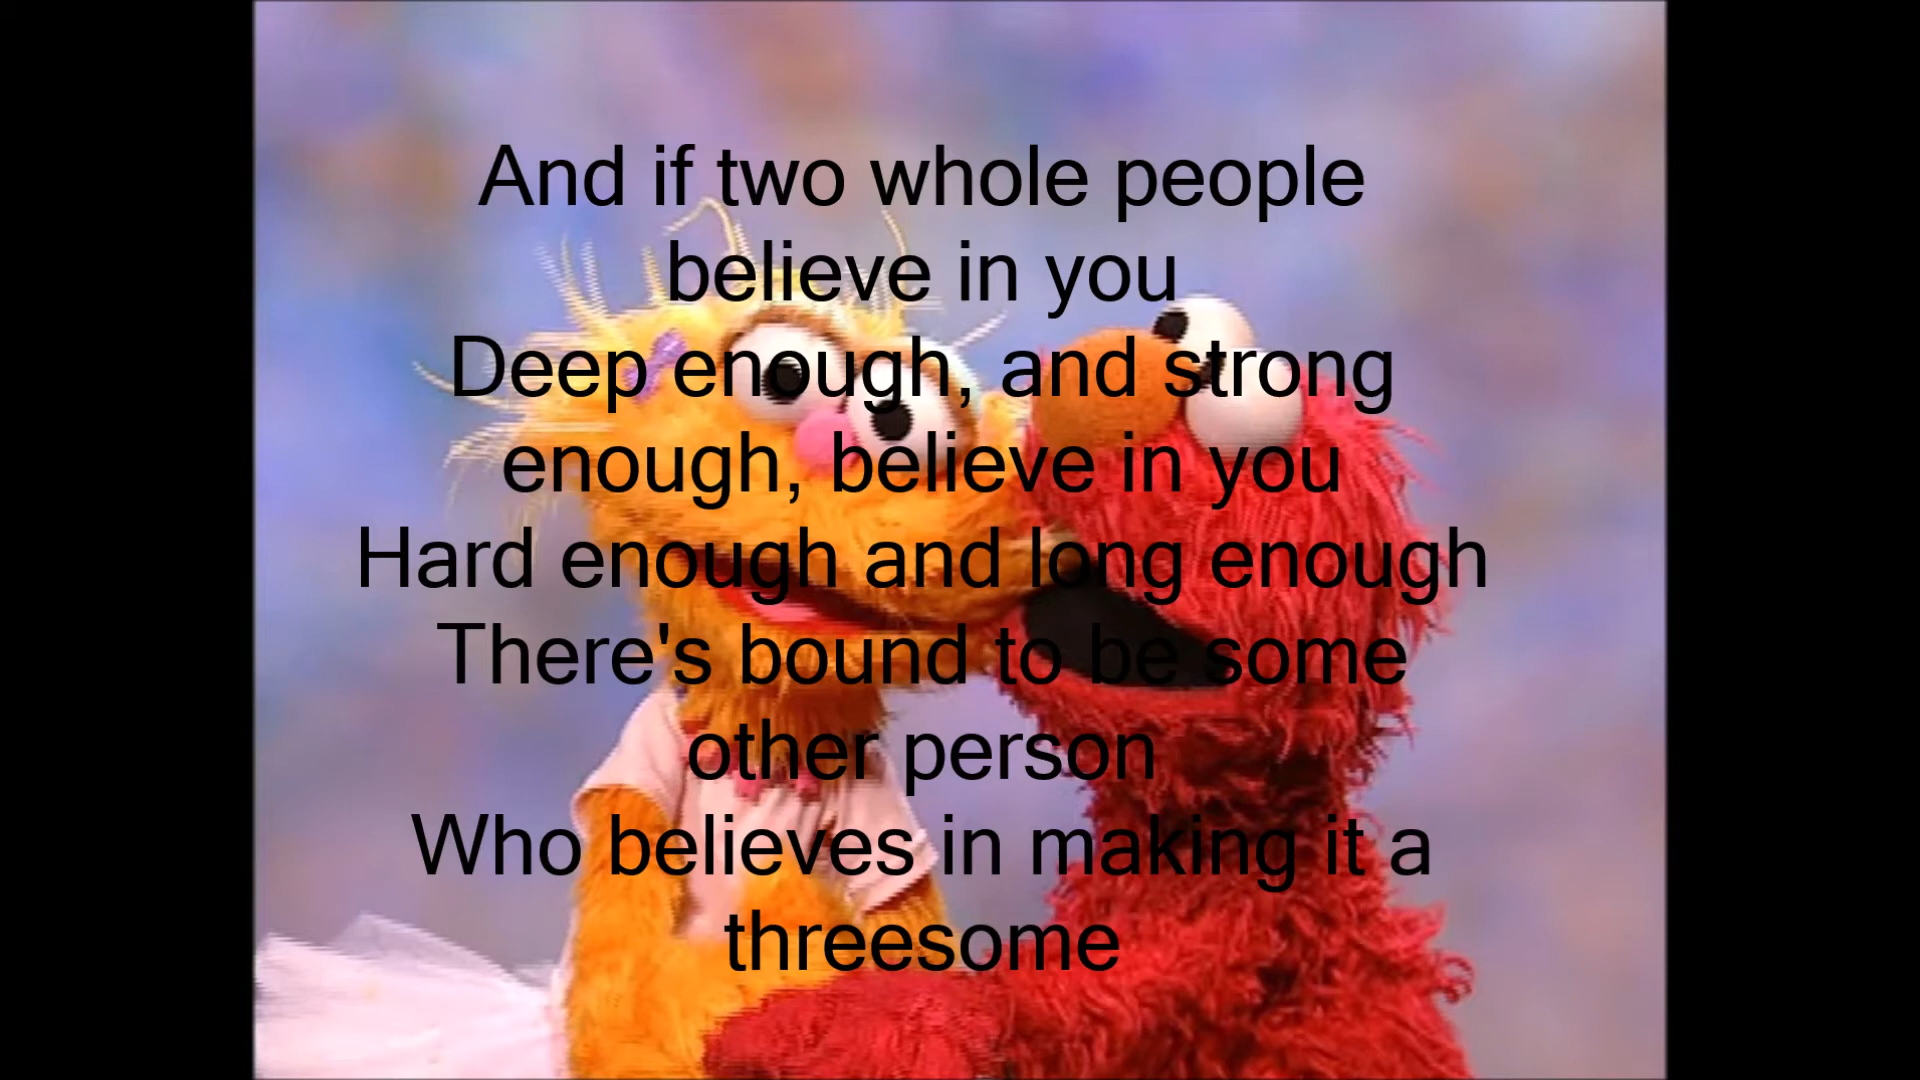 And if two whole people
believe in you
Deep enough, and strong
enough, believe in you
Hard enough and long enough
There's bound to be some
other person
Who believes in making it a
threesome